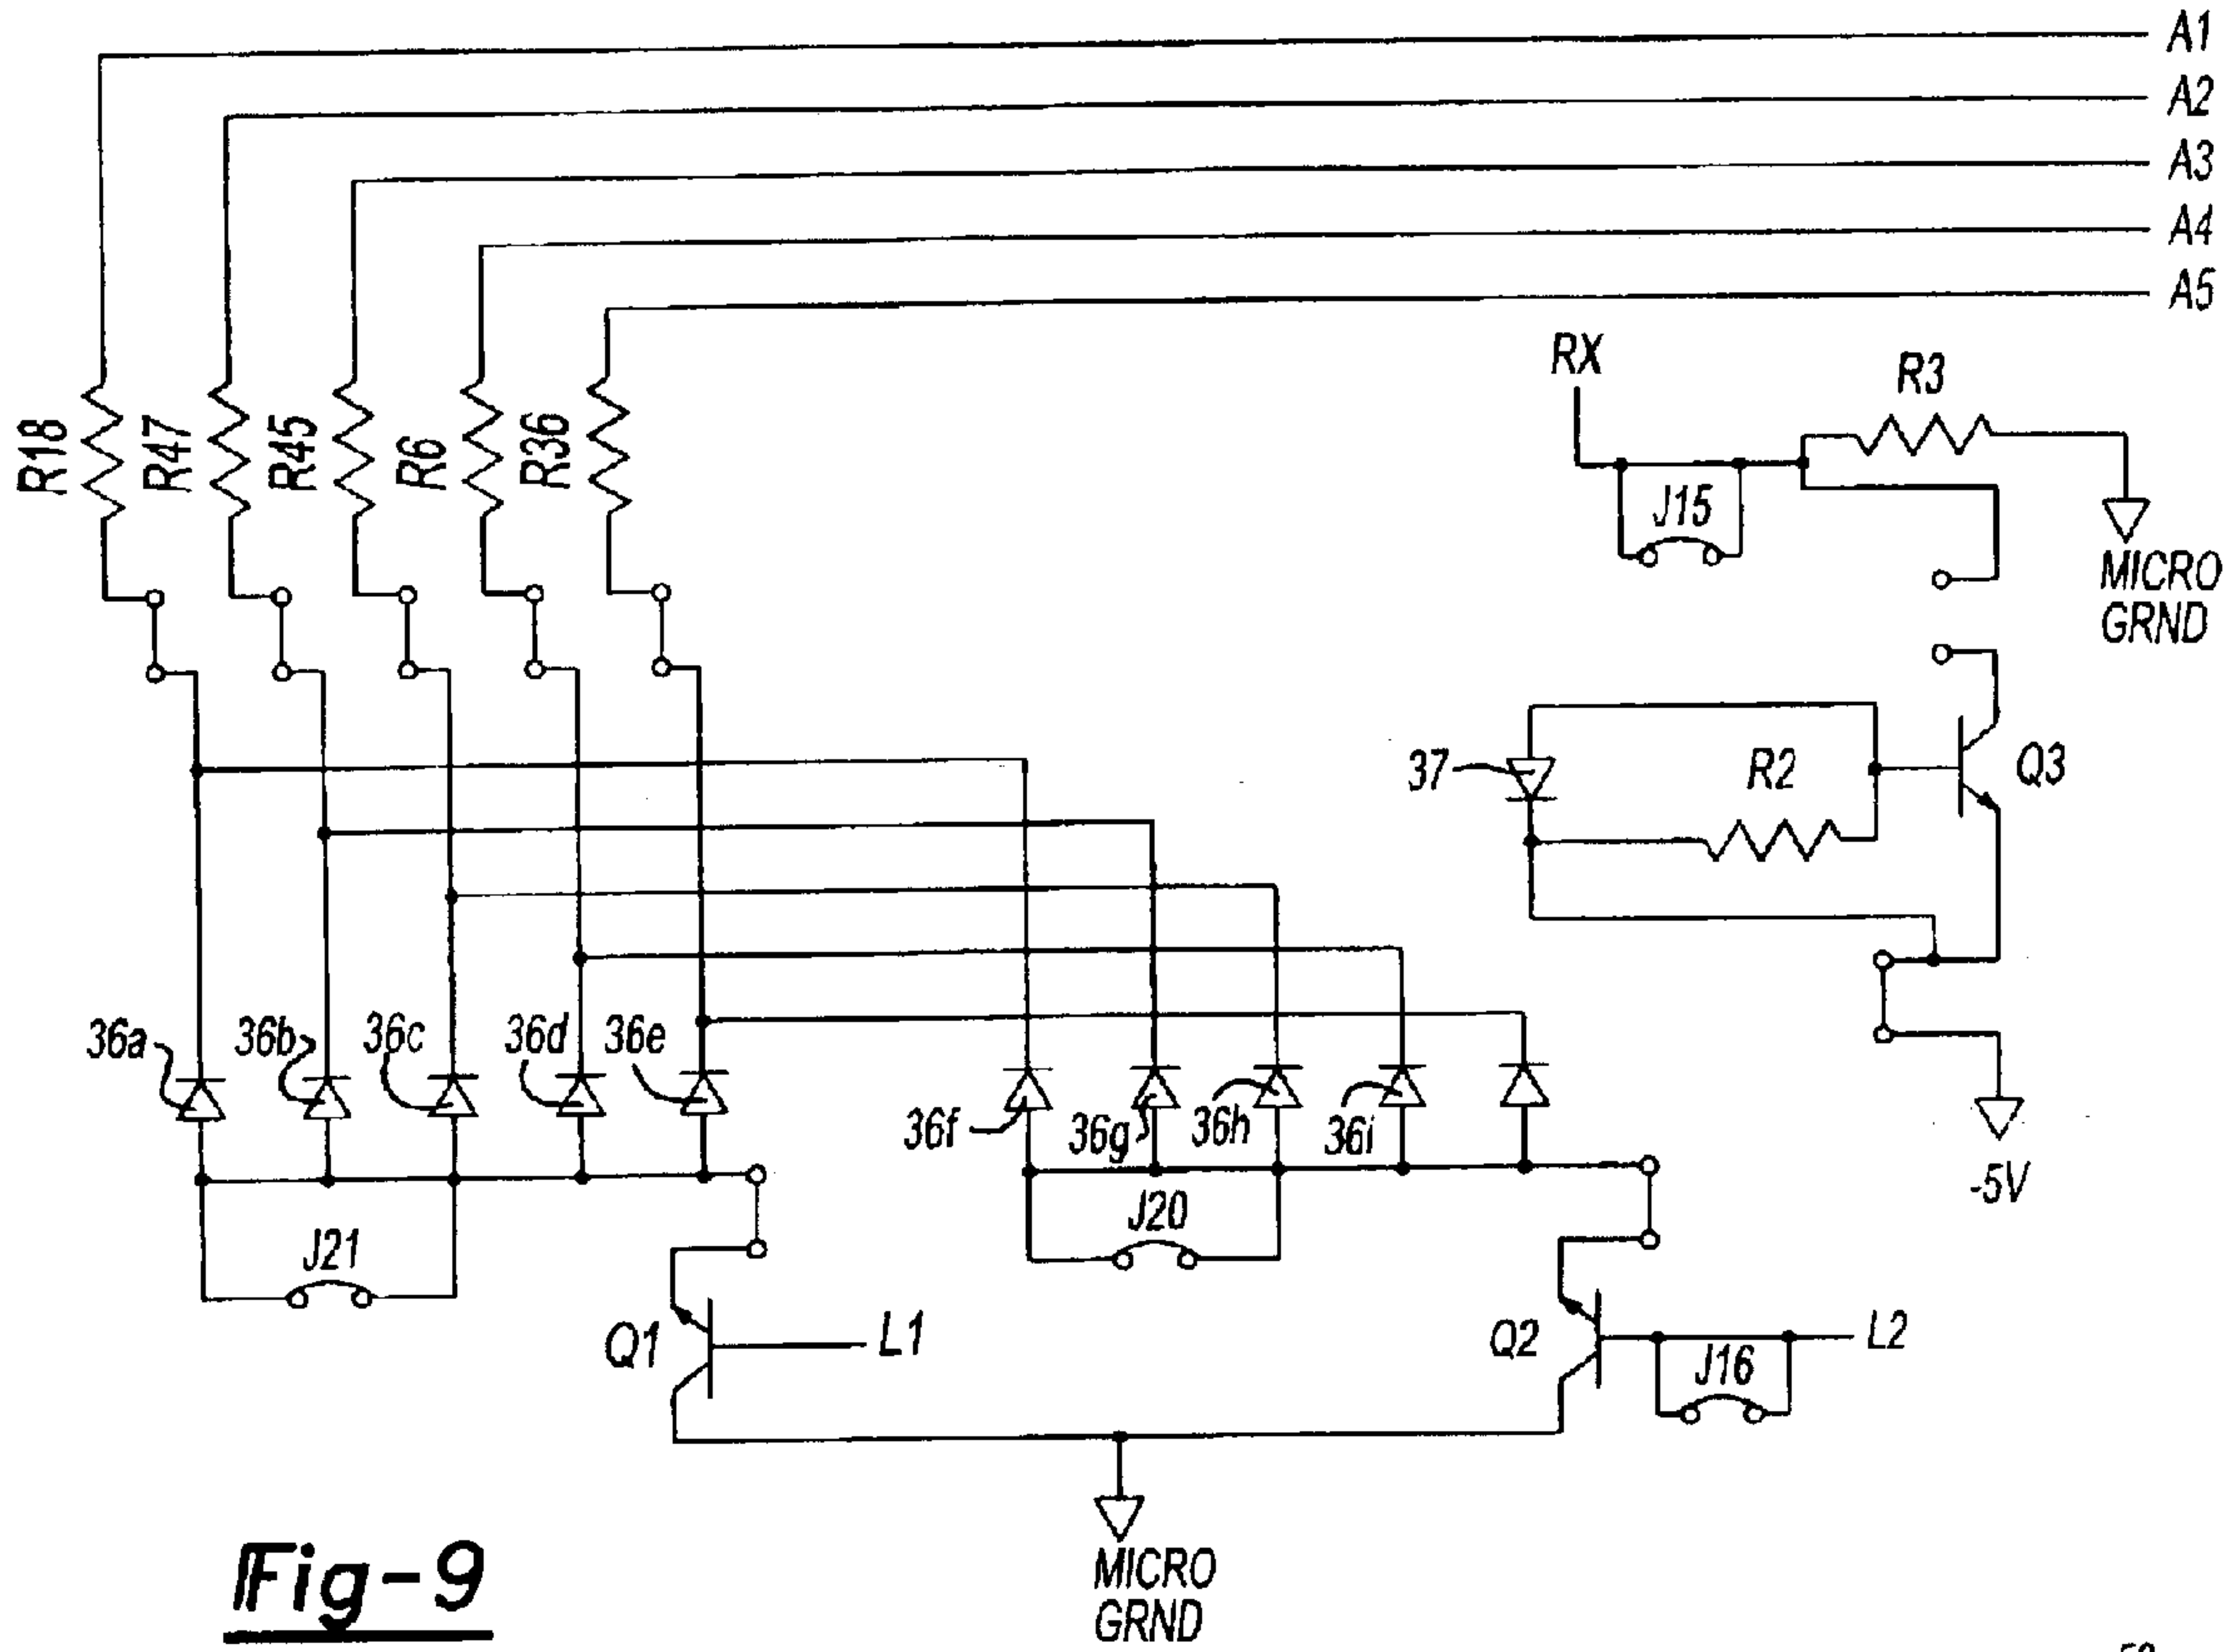 A1
A2
A3
A4
A5
RX
R3
R18
R47
R45
R6
R36
J15
MICRO
GRND
37
R2
Q3
36a
36b
36c
36d
36e
36f
36g
36h
36i
-5V
J21
J20
Q1
L1
Q2
J16
L2
MICRO
GRND
Fig-9